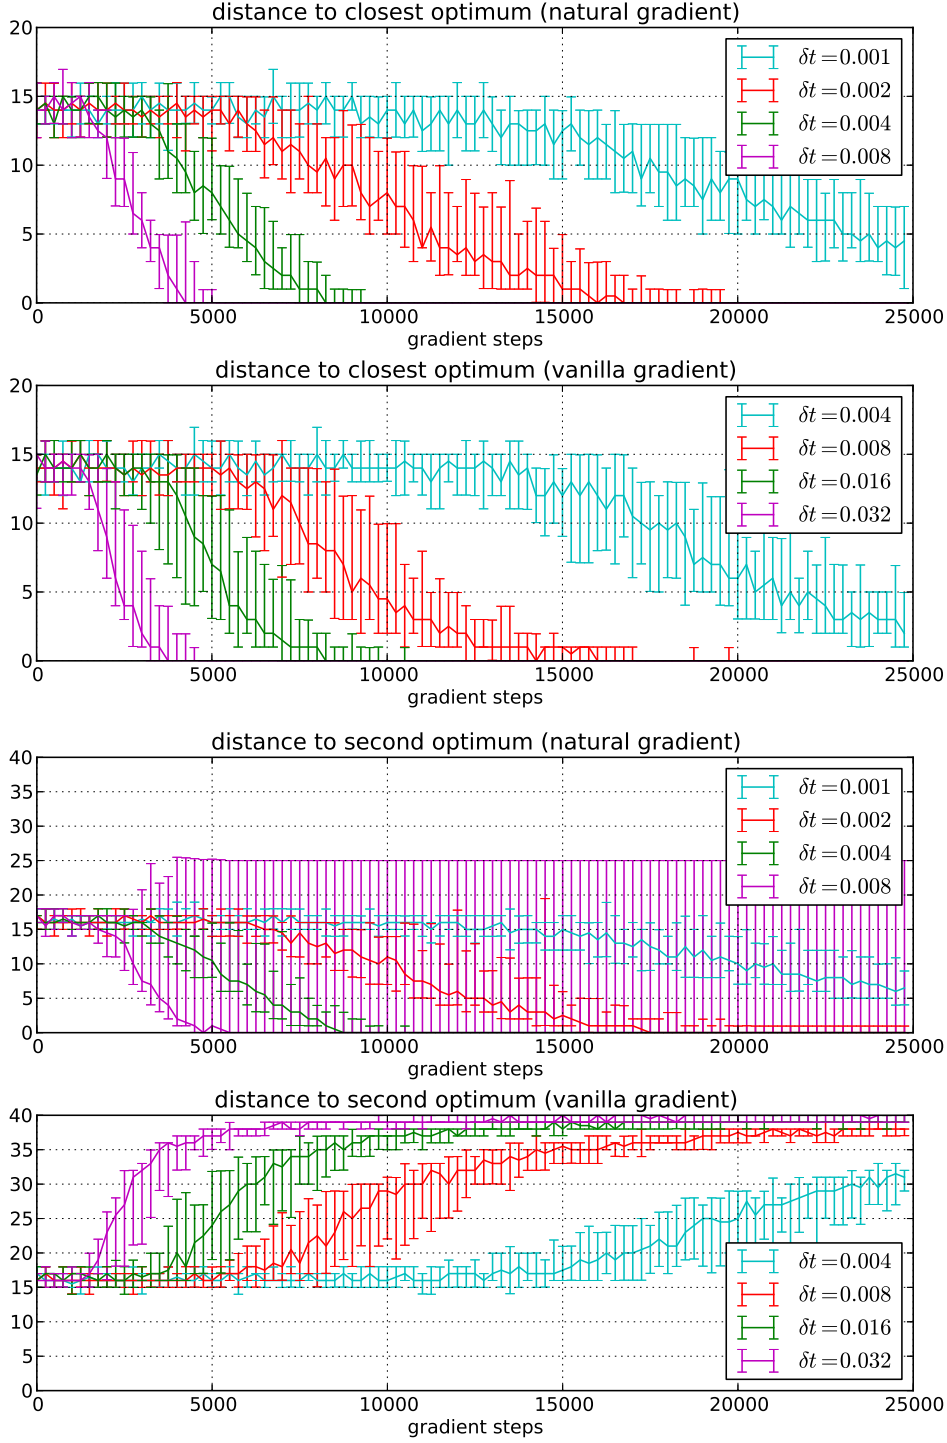 distance to closest optimum (natural gradient)
20
15
10
5
0
δt=0.001
δt=0.002
δt=0.004
δt=0.008
0 5000 10000 15000 20000 25000
gradient steps
distance to closest optimum (vanilla gradient)
20
15
10
5
0
δt=0.004
δt=0.008
δt=0.016
δt=0.032
0 5000 10000 15000 20000 25000
gradient steps
distance to second optimum (natural gradient)
40
35
30
25
20
15
10
5
0
δt=0.001
δt=0.002
δt=0.004
δt=0.008
0 5000 10000 15000 20000 25000
gradient steps
distance to second optimum (vanilla gradient)
40
35
30
25
20
15
10
5
0
δt=0.004
δt=0.008
δt=0.016
δt=0.032
0 5000 10000 15000 20000 25000
gradient steps